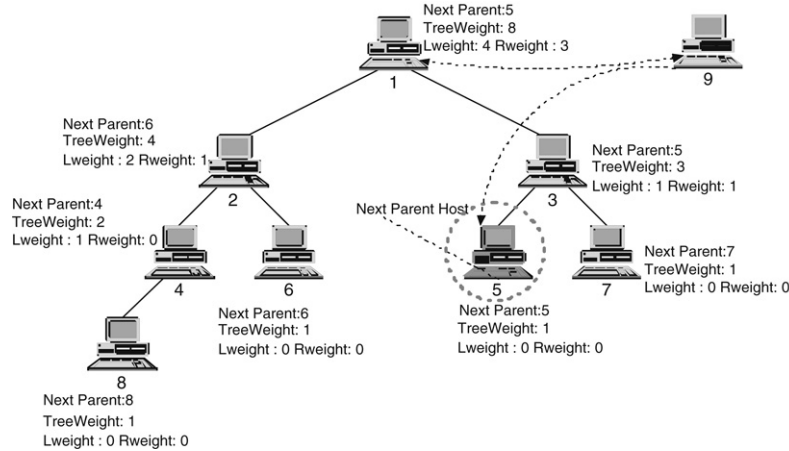 Next Parent:5
TreeWeight: 8
Lweight: 4 Rweight : 3
1
9
Next Parent:6
TreeWeight: 4
Lweight : 2 Rweight: 1
2
Next Parent:5
TreeWeight: 3
Lweight : 1 Rweight: 1
3
Next Parent:4
TreeWeight: 2
Lweight : 1 Rweight: 0
4
6
Next Parent Host
5
7
Next Parent:7
TreeWeight: 1
Lweight : 0 Rweight: 0
Next Parent:6
TreeWeight: 1
Lweight : 0 Rweight: 0
Next Parent:5
TreeWeight: 1
Lweight : 0 Rweight: 0
8
Next Parent:8
TreeWeight: 1
Lweight : 0 Rweight: 0